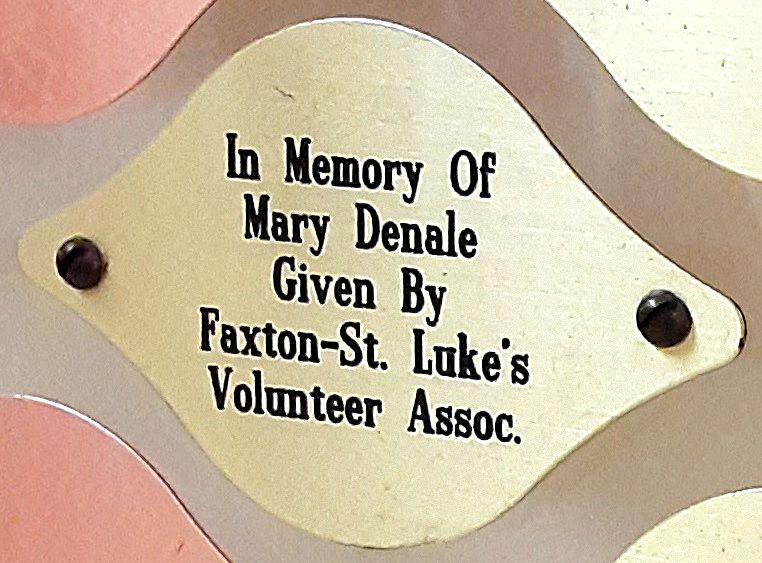 In Memory Of
Mary Denale
Given By
Faxton-St. Luke's
Volunteer Assoc.